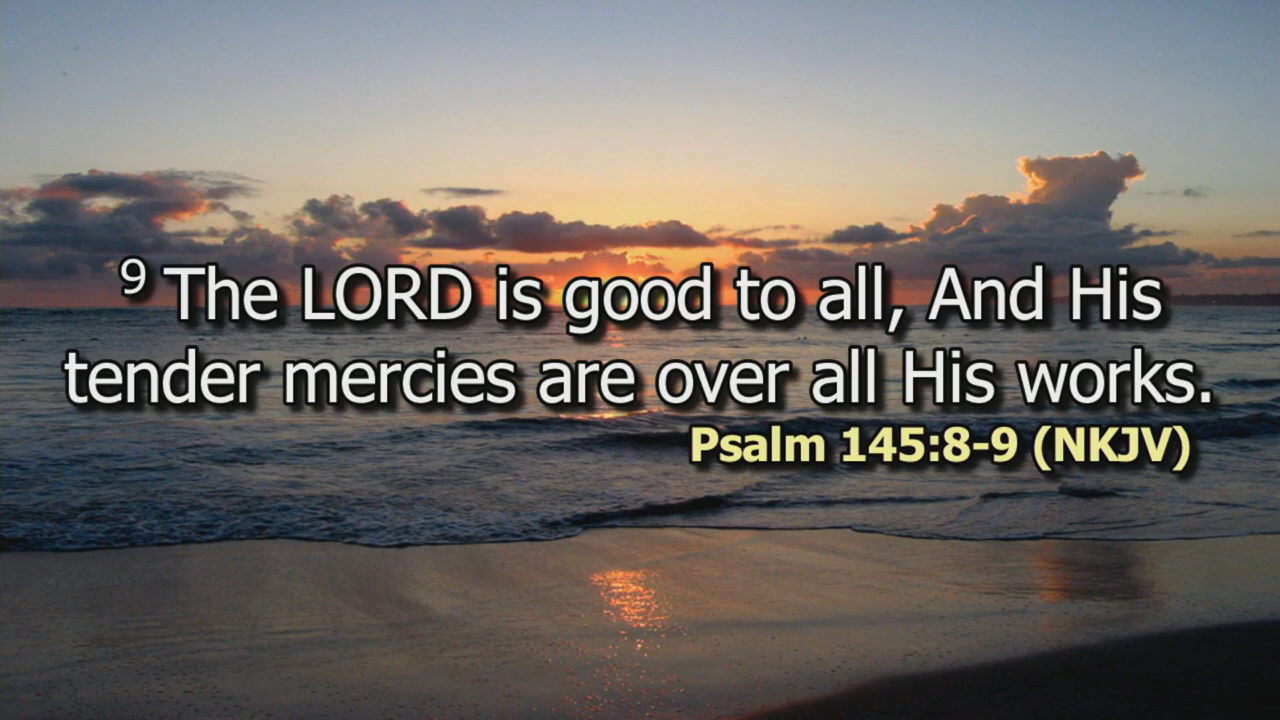 9 The LORD is good to all, And His
tender mercies are over all His works.
Psalm 145:8-9 (NKJV)